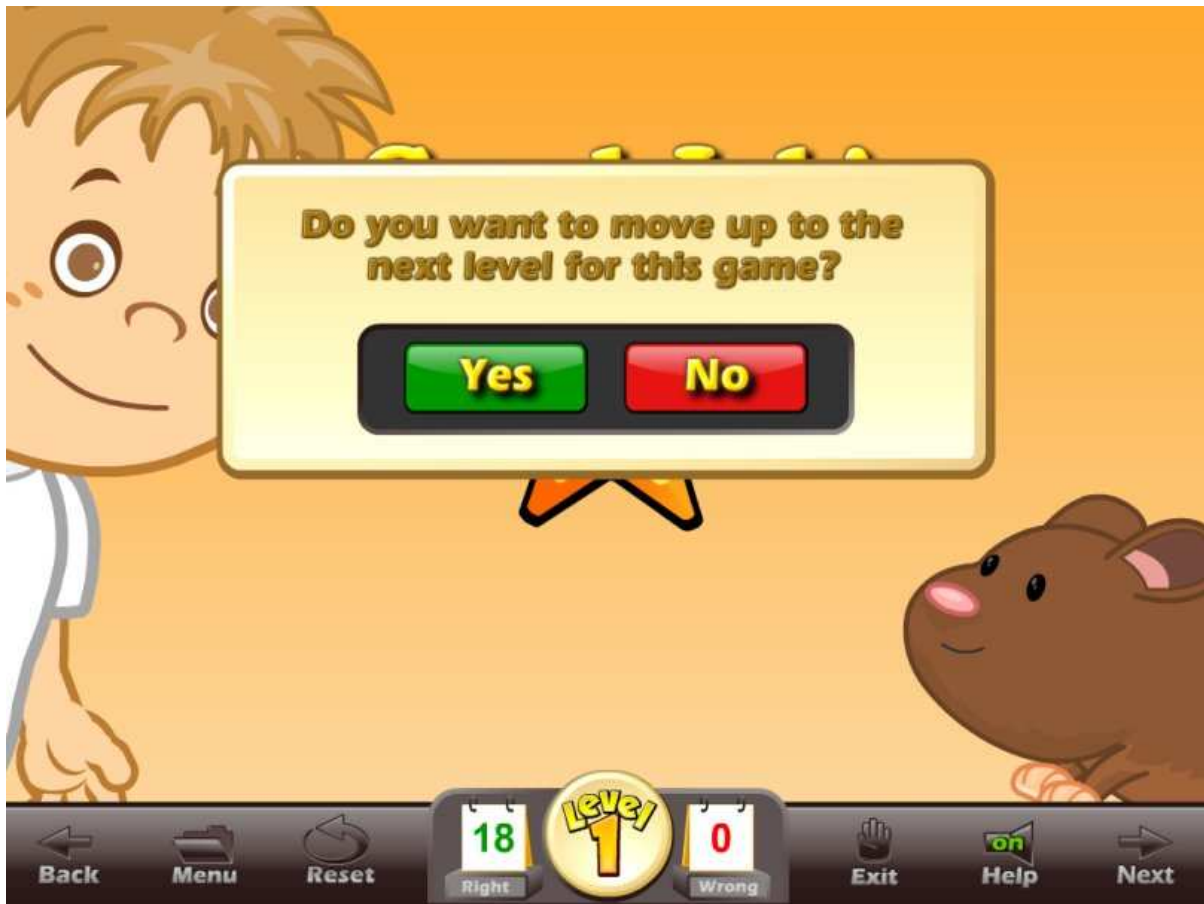 Do you want to move up to the
next level for this game?
Yes No
18 Level 1 0
Right Wrong
Back Menu Reset Exit on Help Next